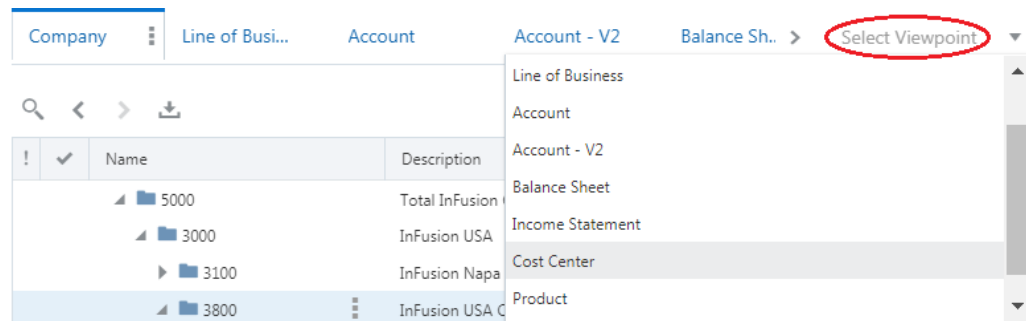 Company Line of Busi... Account Account - V2 Balance Sh.. Select Viewpoint
Line of Business
Account
Account - V2
Balance Sheet
Income Statement
Cost Center
Product
! Name Description
5000 Total InFusion
3000 InFusion USA
3100 InFusion Napa
3800 InFusion USA